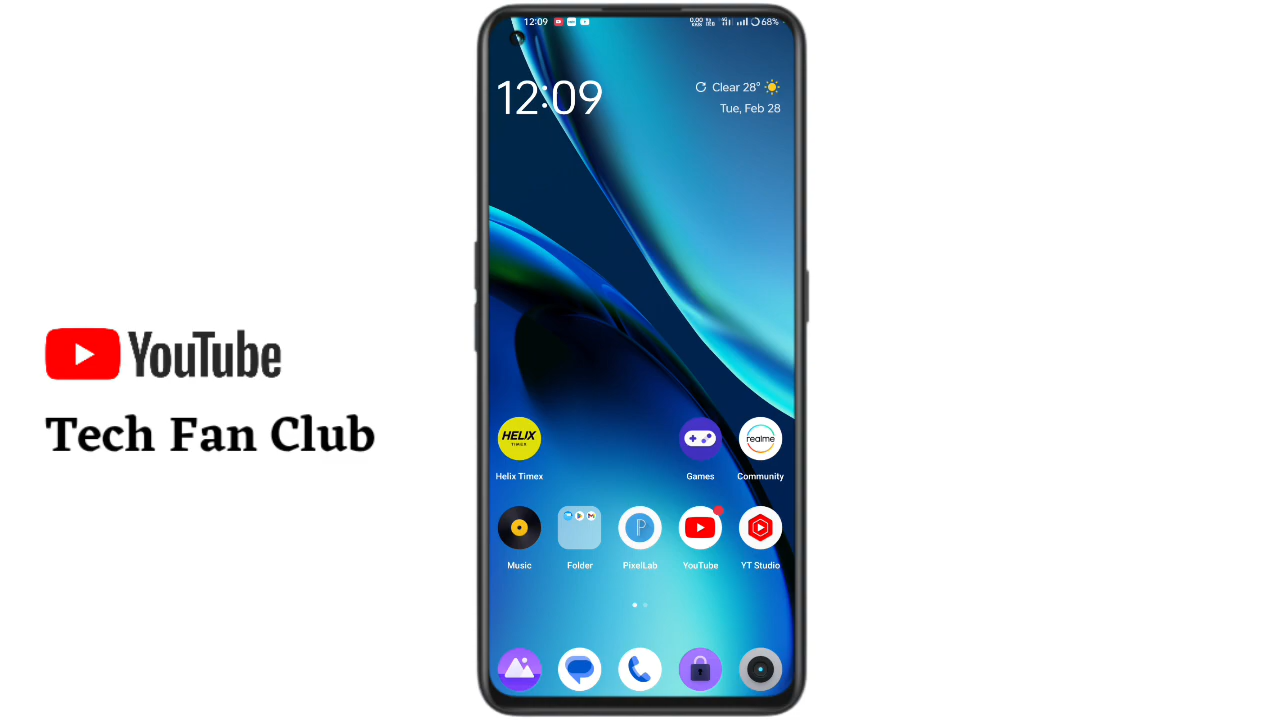 12:09
68%
12:09
Clear 28°
Tue, Feb 28
YouTube
Tech Fan Club
HELIX
TIMEX
realme
Helix Timex
Games
Community
Music
Folder
PixelLab
YouTube
YT Studio